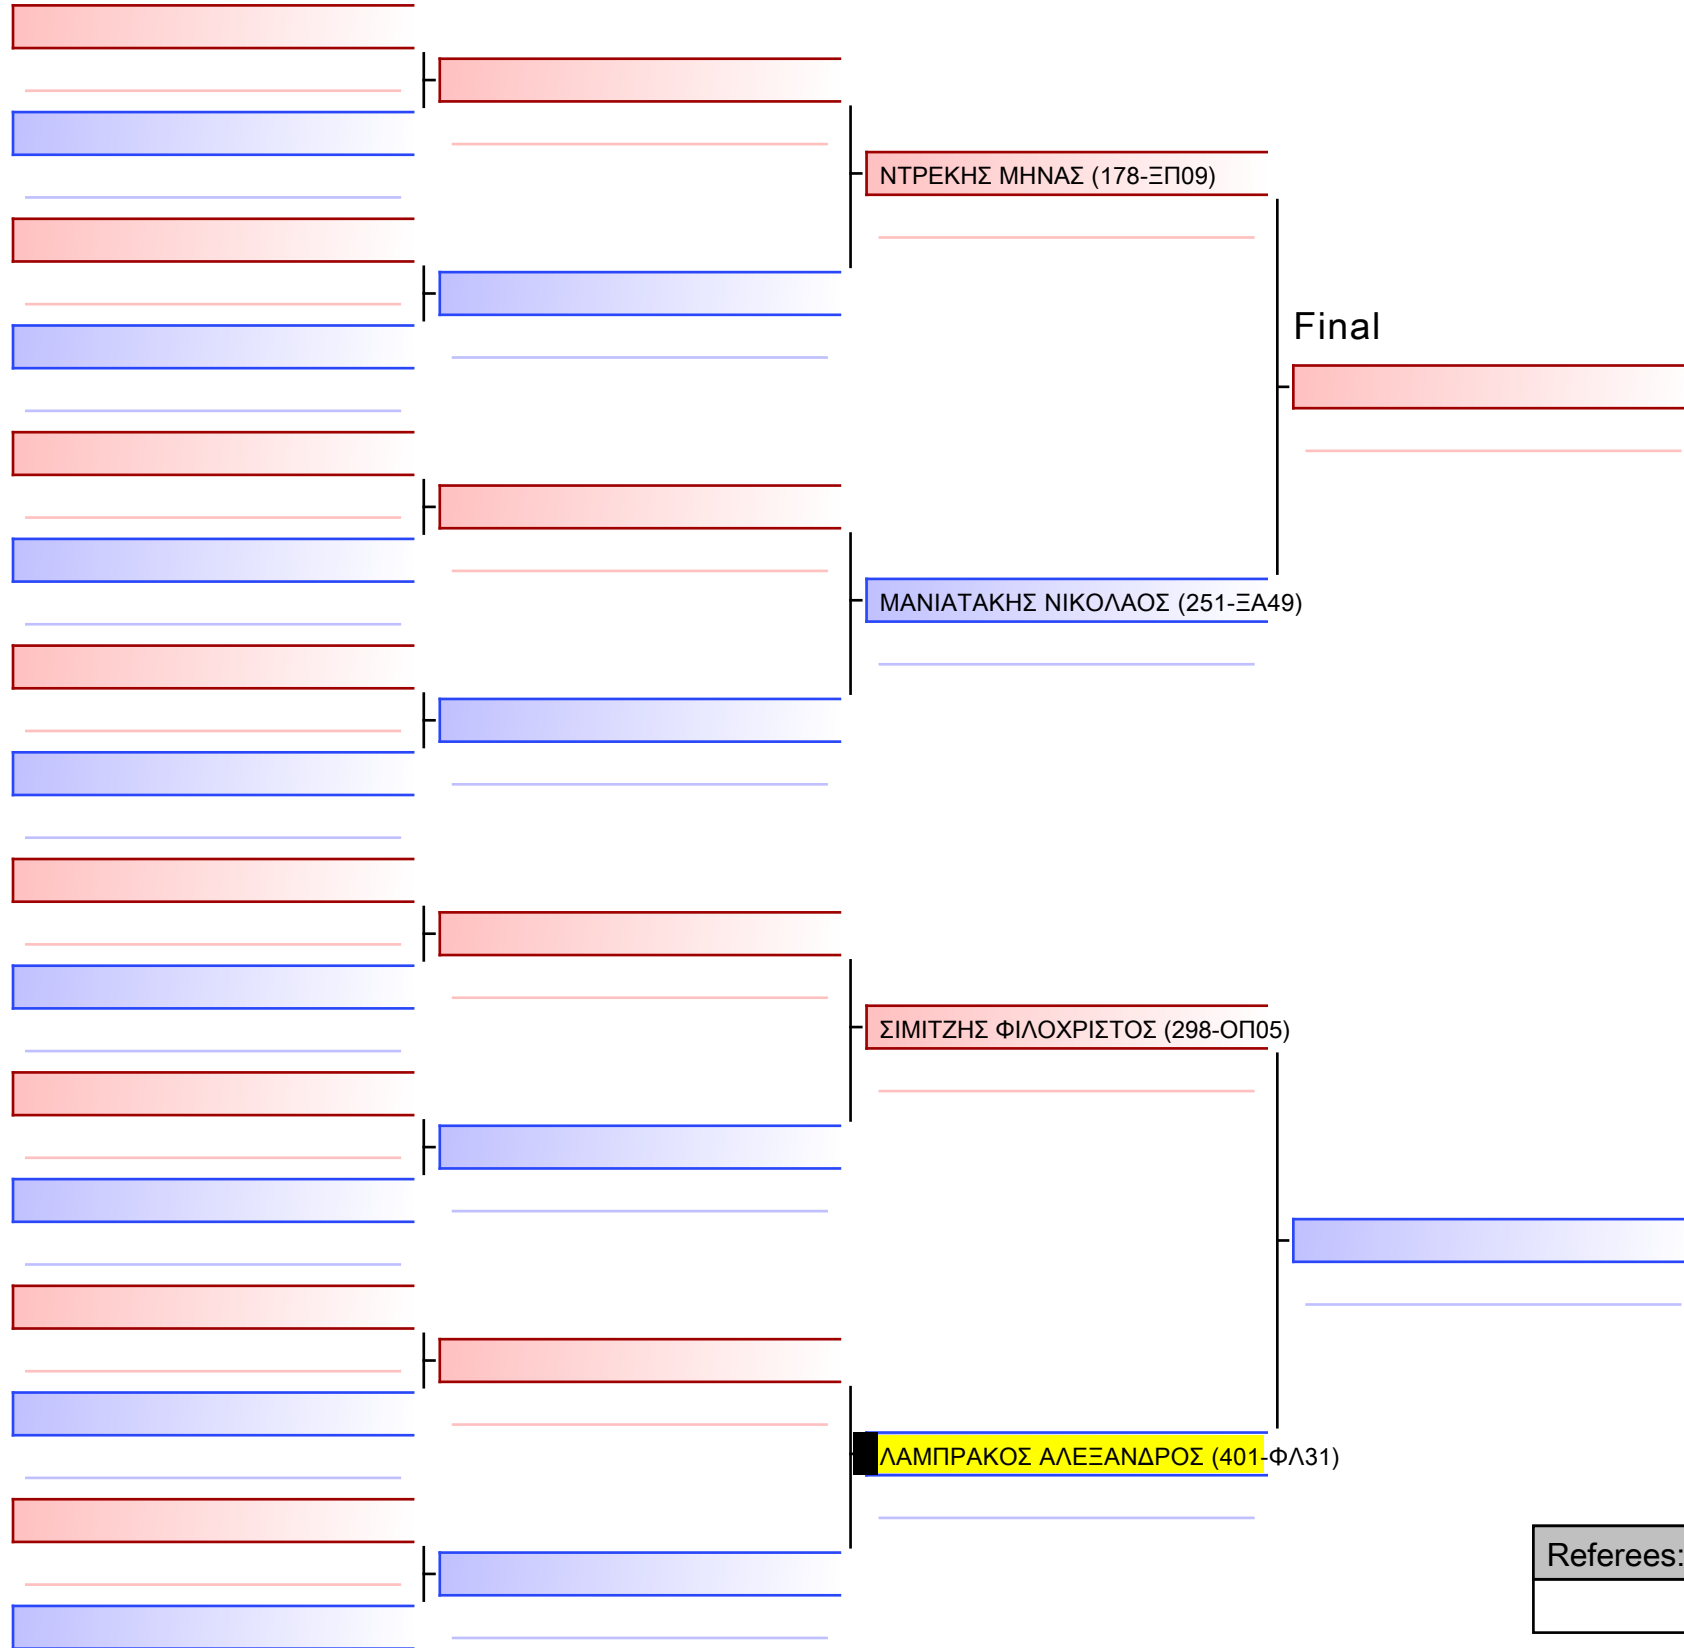 ΝΤΡΕΚΗΣ ΜΗΝΑΣ (178-ΞΠ09)
Final
ΜΑΝΙΑΤΑΚΗΣ ΝΙΚΟΛΑΟΣ (251-ΞΑ49)
ΣΙΜΙΤΖΗΣ ΦΙΛΟΧΡΙΣΤΟΣ (298-ΟΠ05)
ΛΑΜΠΡΑΚΟΣ ΑΛΕΞΑΝΔΡΟΣ (401-ΦΛ31)
Referees: